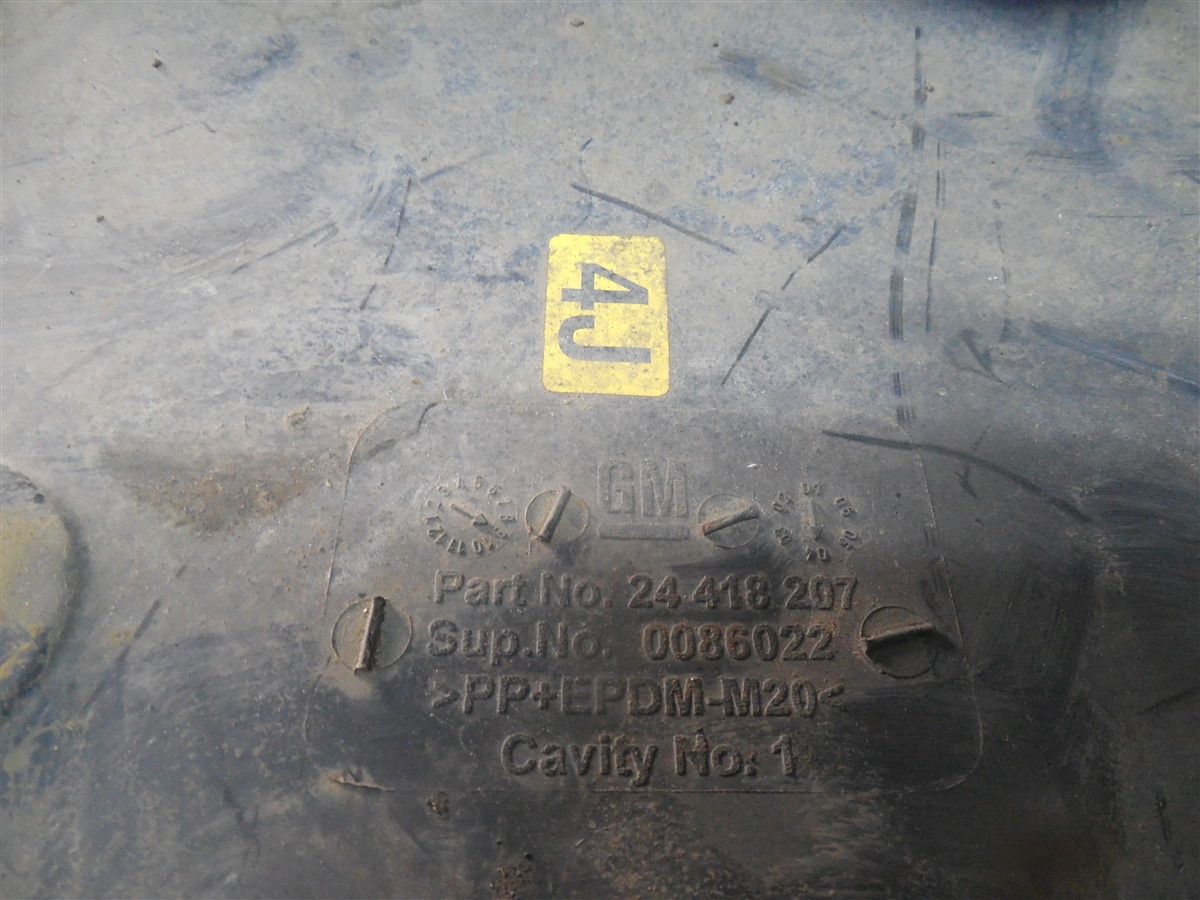 4J
GM
Part No. 24 418 207
Sup.No. 0086022
>PP+EPDM-M20<
Cavity No: 1